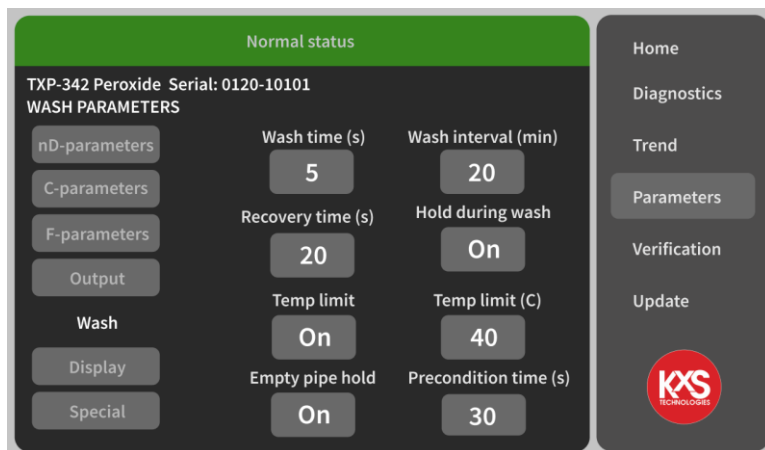 Normal status
TXP-342 Peroxide Serial: 0120-10101
WASH PARAMETERS
nD-parameters
C-parameters
F-parameters
Output
Wash
Display
Special
Wash time (s)
5
Wash interval (min)
20
Recovery time (s)
20
Hold during wash
On
Temp limit
On
Temp limit (C)
40
Empty pipe hold
On
Precondition time (s)
30
Home
Diagnostics
Trend
Parameters
Verification
Update
KXS
TECHNOLOGIES